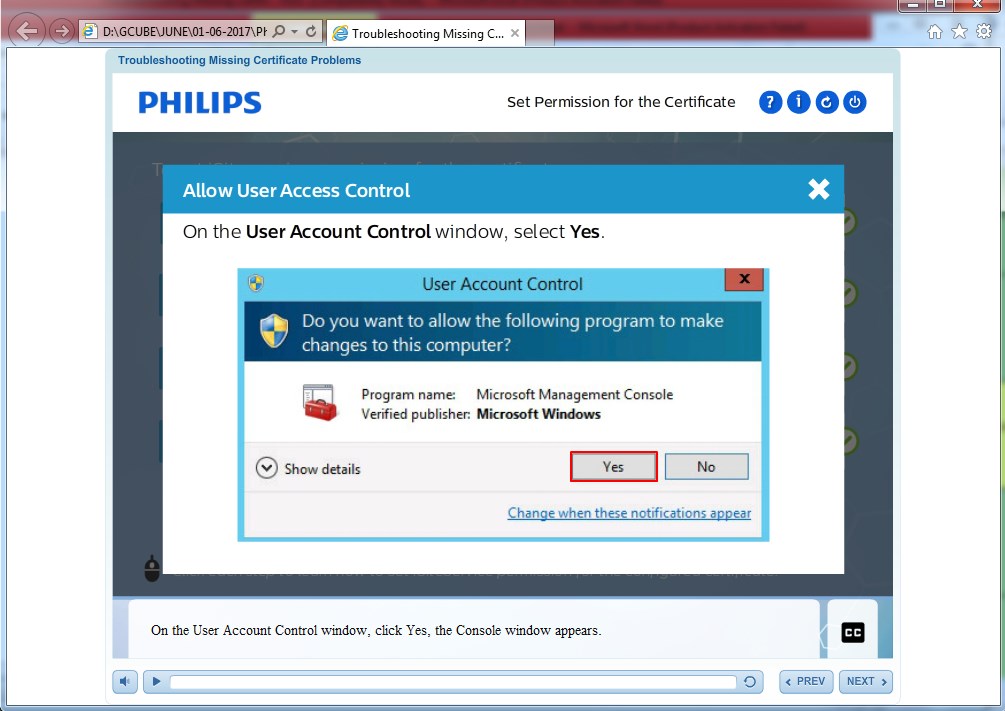 D:\GCUBE\JUNE\01-06-2017\PH
Troubleshooting Missing C...
Troubleshooting Missing Certificate Problems
PHILIPS
Set Permission for the Certificate
Allow User Access Control
On the User Account Control window, select Yes.
User Account Control
Do you want to allow the following program to make
changes to this computer?
Program name: Microsoft Management Console
Verified publisher: Microsoft Windows
Show details
Yes
No
Change when these notifications appear
On the User Account Control window, click Yes, the Console window appears.
CC
PREV
NEXT